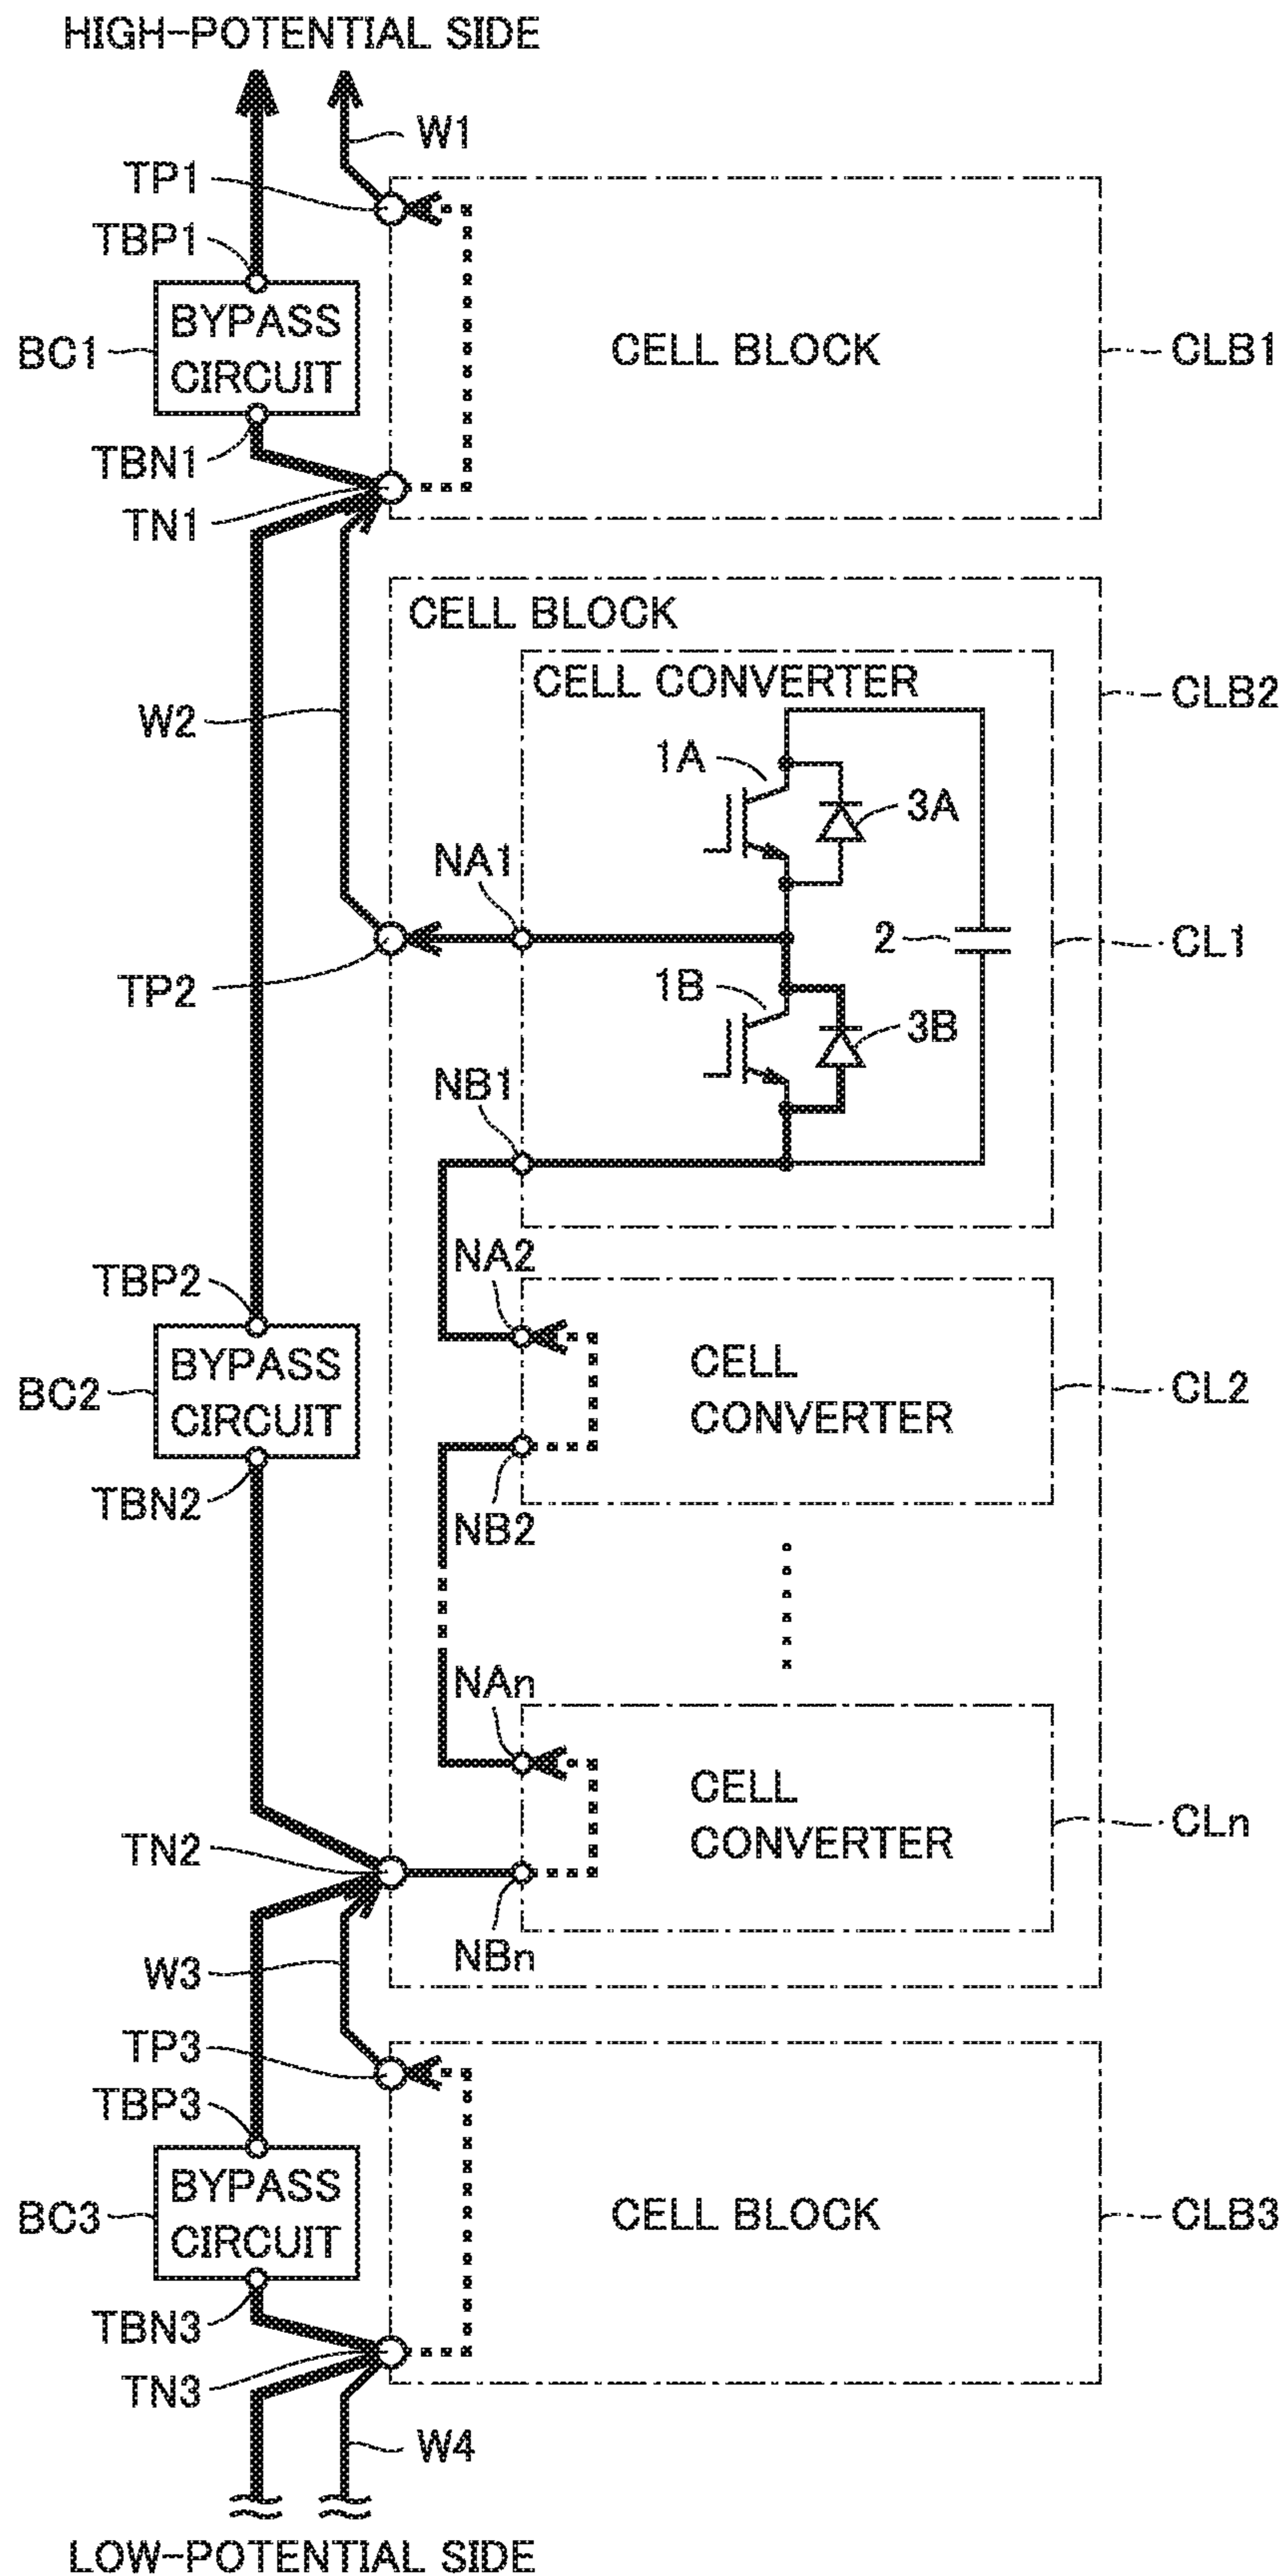 HIGH-POTENTIAL SIDE
W1
TP1
TBP1
BYPASS
CIRCUIT
BC1
CELL BLOCK
CLB1
TBN1
TN1
CELL BLOCK
CELL CONVERTER
CLB2
W2
1A
3A
NA1
2
CL1
TP2
1B
3B
NB1
NA2
TBP2
BYPASS
CIRCUIT
BC2
CELL
CONVERTER
CL2
TBN2
NB2
NAn
CELL
CONVERTER
CLn
TN2
NBn
W3
TP3
TBP3
BYPASS
CIRCUIT
BC3
CELL BLOCK
CLB3
TBN3
TN3
W4
LOW-POTENTIAL SIDE